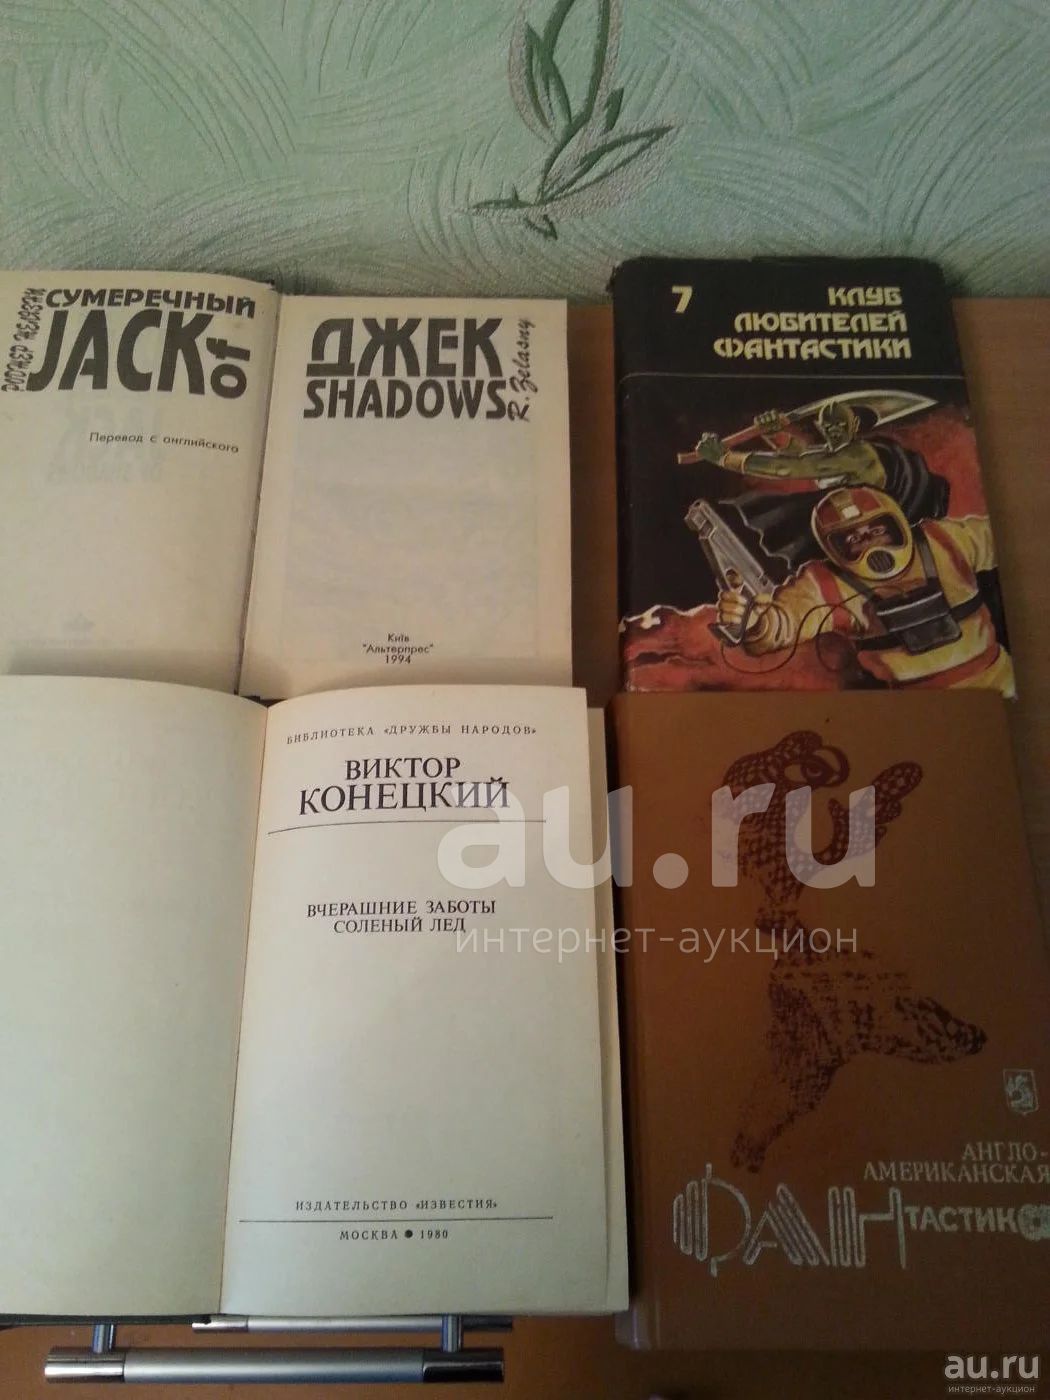 РОДЖЕР ЖЕЛЯЗНИ
СУМЕРЕЧНЫЙ
JACK of
Перевод с английского
ДЖЕК
SHADOWS
R. Zelazny
Київ
"Альтерпрес"
1994
7
КЛУБ
ЛЮБИТЕЛЕЙ
ФАНТАСТИКИ
БИБЛИОТЕКА «ДРУЖБЫ НАРОДОВ»
ВИКТОР
КОНЕЦКИЙ
ВЧЕРАШНИЕ ЗАБОТЫ
СОЛЕНЫЙ ЛЕД
ИЗДАТЕЛЬСТВО «ИЗВЕСТИЯ»
МОСКВА ● 1980
АНГЛО-
АМЕРИКАНСКАЯ
ФАНТАСТИКА
au.ru
интернет-аукцион
au.ru
интернет-аукцион